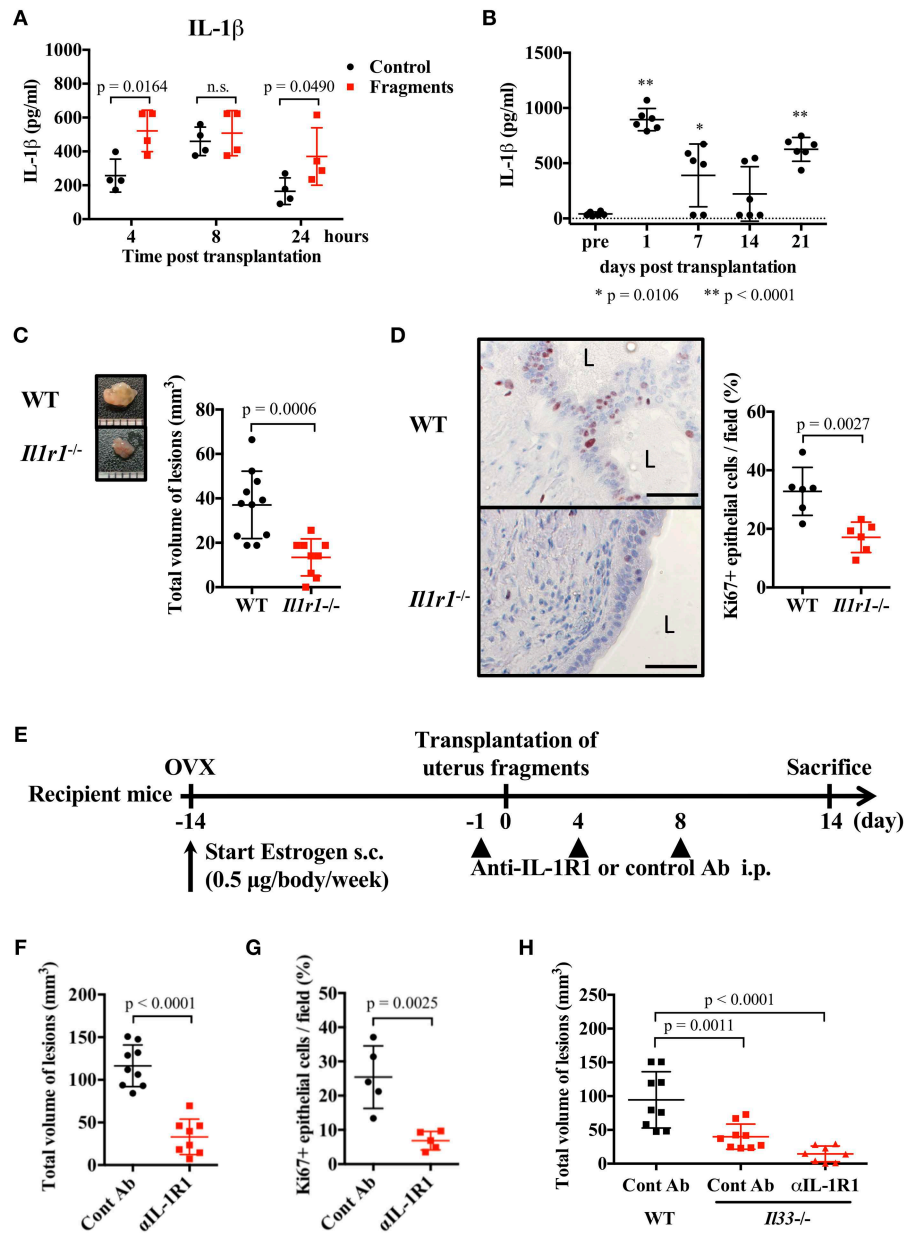 A
IL-1β
IL-1β (pg/ml)
1000
800
600
400
200
0
p = 0.0164
n.s.
p = 0.0490
Control
Fragments
4
8
24
hours
Time post transplantation
B
IL-1β (pg/ml)
1500
1000
500
0
**
*
**
pre
1
7
14
21
days post transplantation
* p = 0.0106
** p < 0.0001
C
WT
Il1r1-/-
Total volume of lesions (mm3)
80
60
40
20
0
p = 0.0006
WT
Il1r1-/-
D
WT
L
L
Il1r1-/-
L
Ki67+ epithelial cells / field (%)
60
40
20
0
p = 0.0027
WT
Il1r1-/-
E
Transplantation of
uterus fragments
OVX
Sacrifice
Recipient mice
-14
-1
0
4
8
14
(day)
Start Estrogen s.c.
(0.5 μg/body/week)
Anti-IL-1R1 or control Ab i.p.
F
Total volume of lesions (mm3)
200
150
100
50
0
p < 0.0001
Cont Ab
αIL-1R1
G
Ki67+ epithelial cells / field (%)
50
40
30
20
10
0
p = 0.0025
Cont Ab
αIL-1R1
H
Total volume of lesions (mm3)
250
200
150
100
50
0
p < 0.0001
p = 0.0011
Cont Ab
Cont Ab
αIL-1R1
WT
Il33-/-